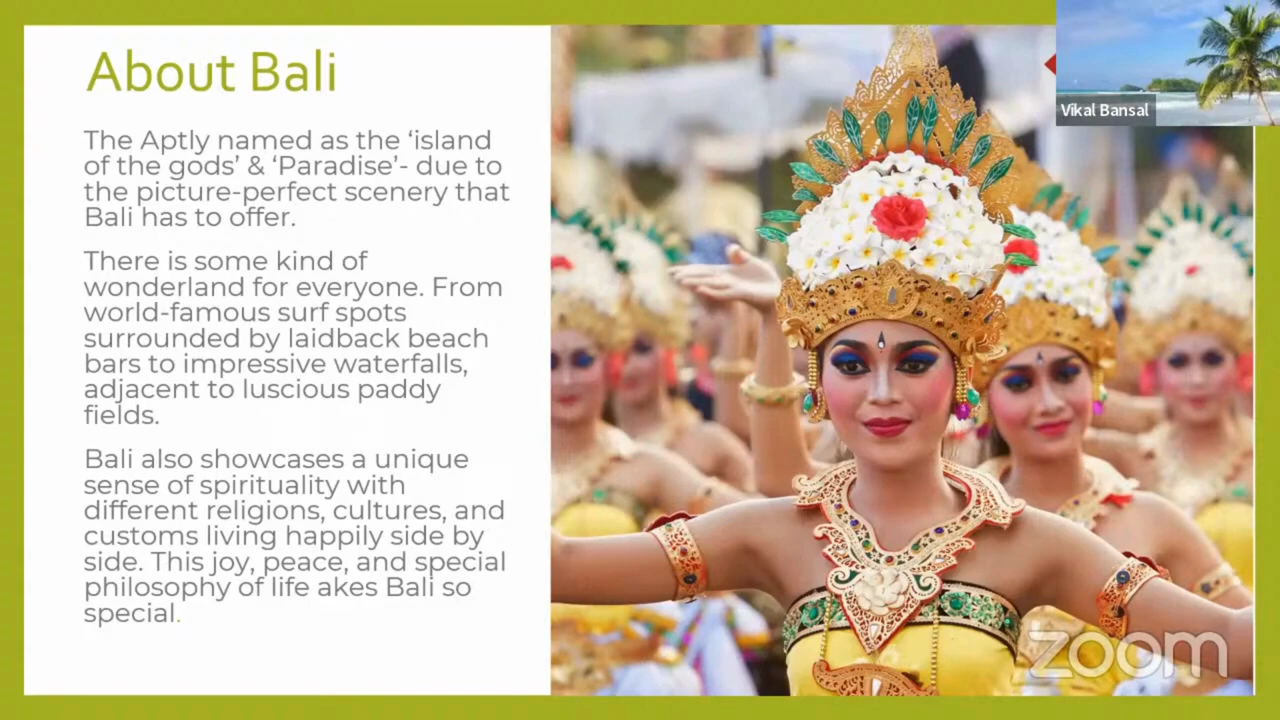 About Bali
The Aptly named as the ‘island
of the gods’ & ‘Paradise’- due to
the picture-perfect scenery that
Bali has to offer.
There is some kind of
wonderland for everyone. From
world-famous surf spots
surrounded by laidback beach
bars to impressive waterfalls,
adjacent to luscious paddy
fields.
Bali also showcases a unique
sense of spirituality with
different religions, cultures, and
customs living happily side by
side. This joy, peace, and special
philosophy of life akes Bali so
special.
Vikal Bansal
zoom